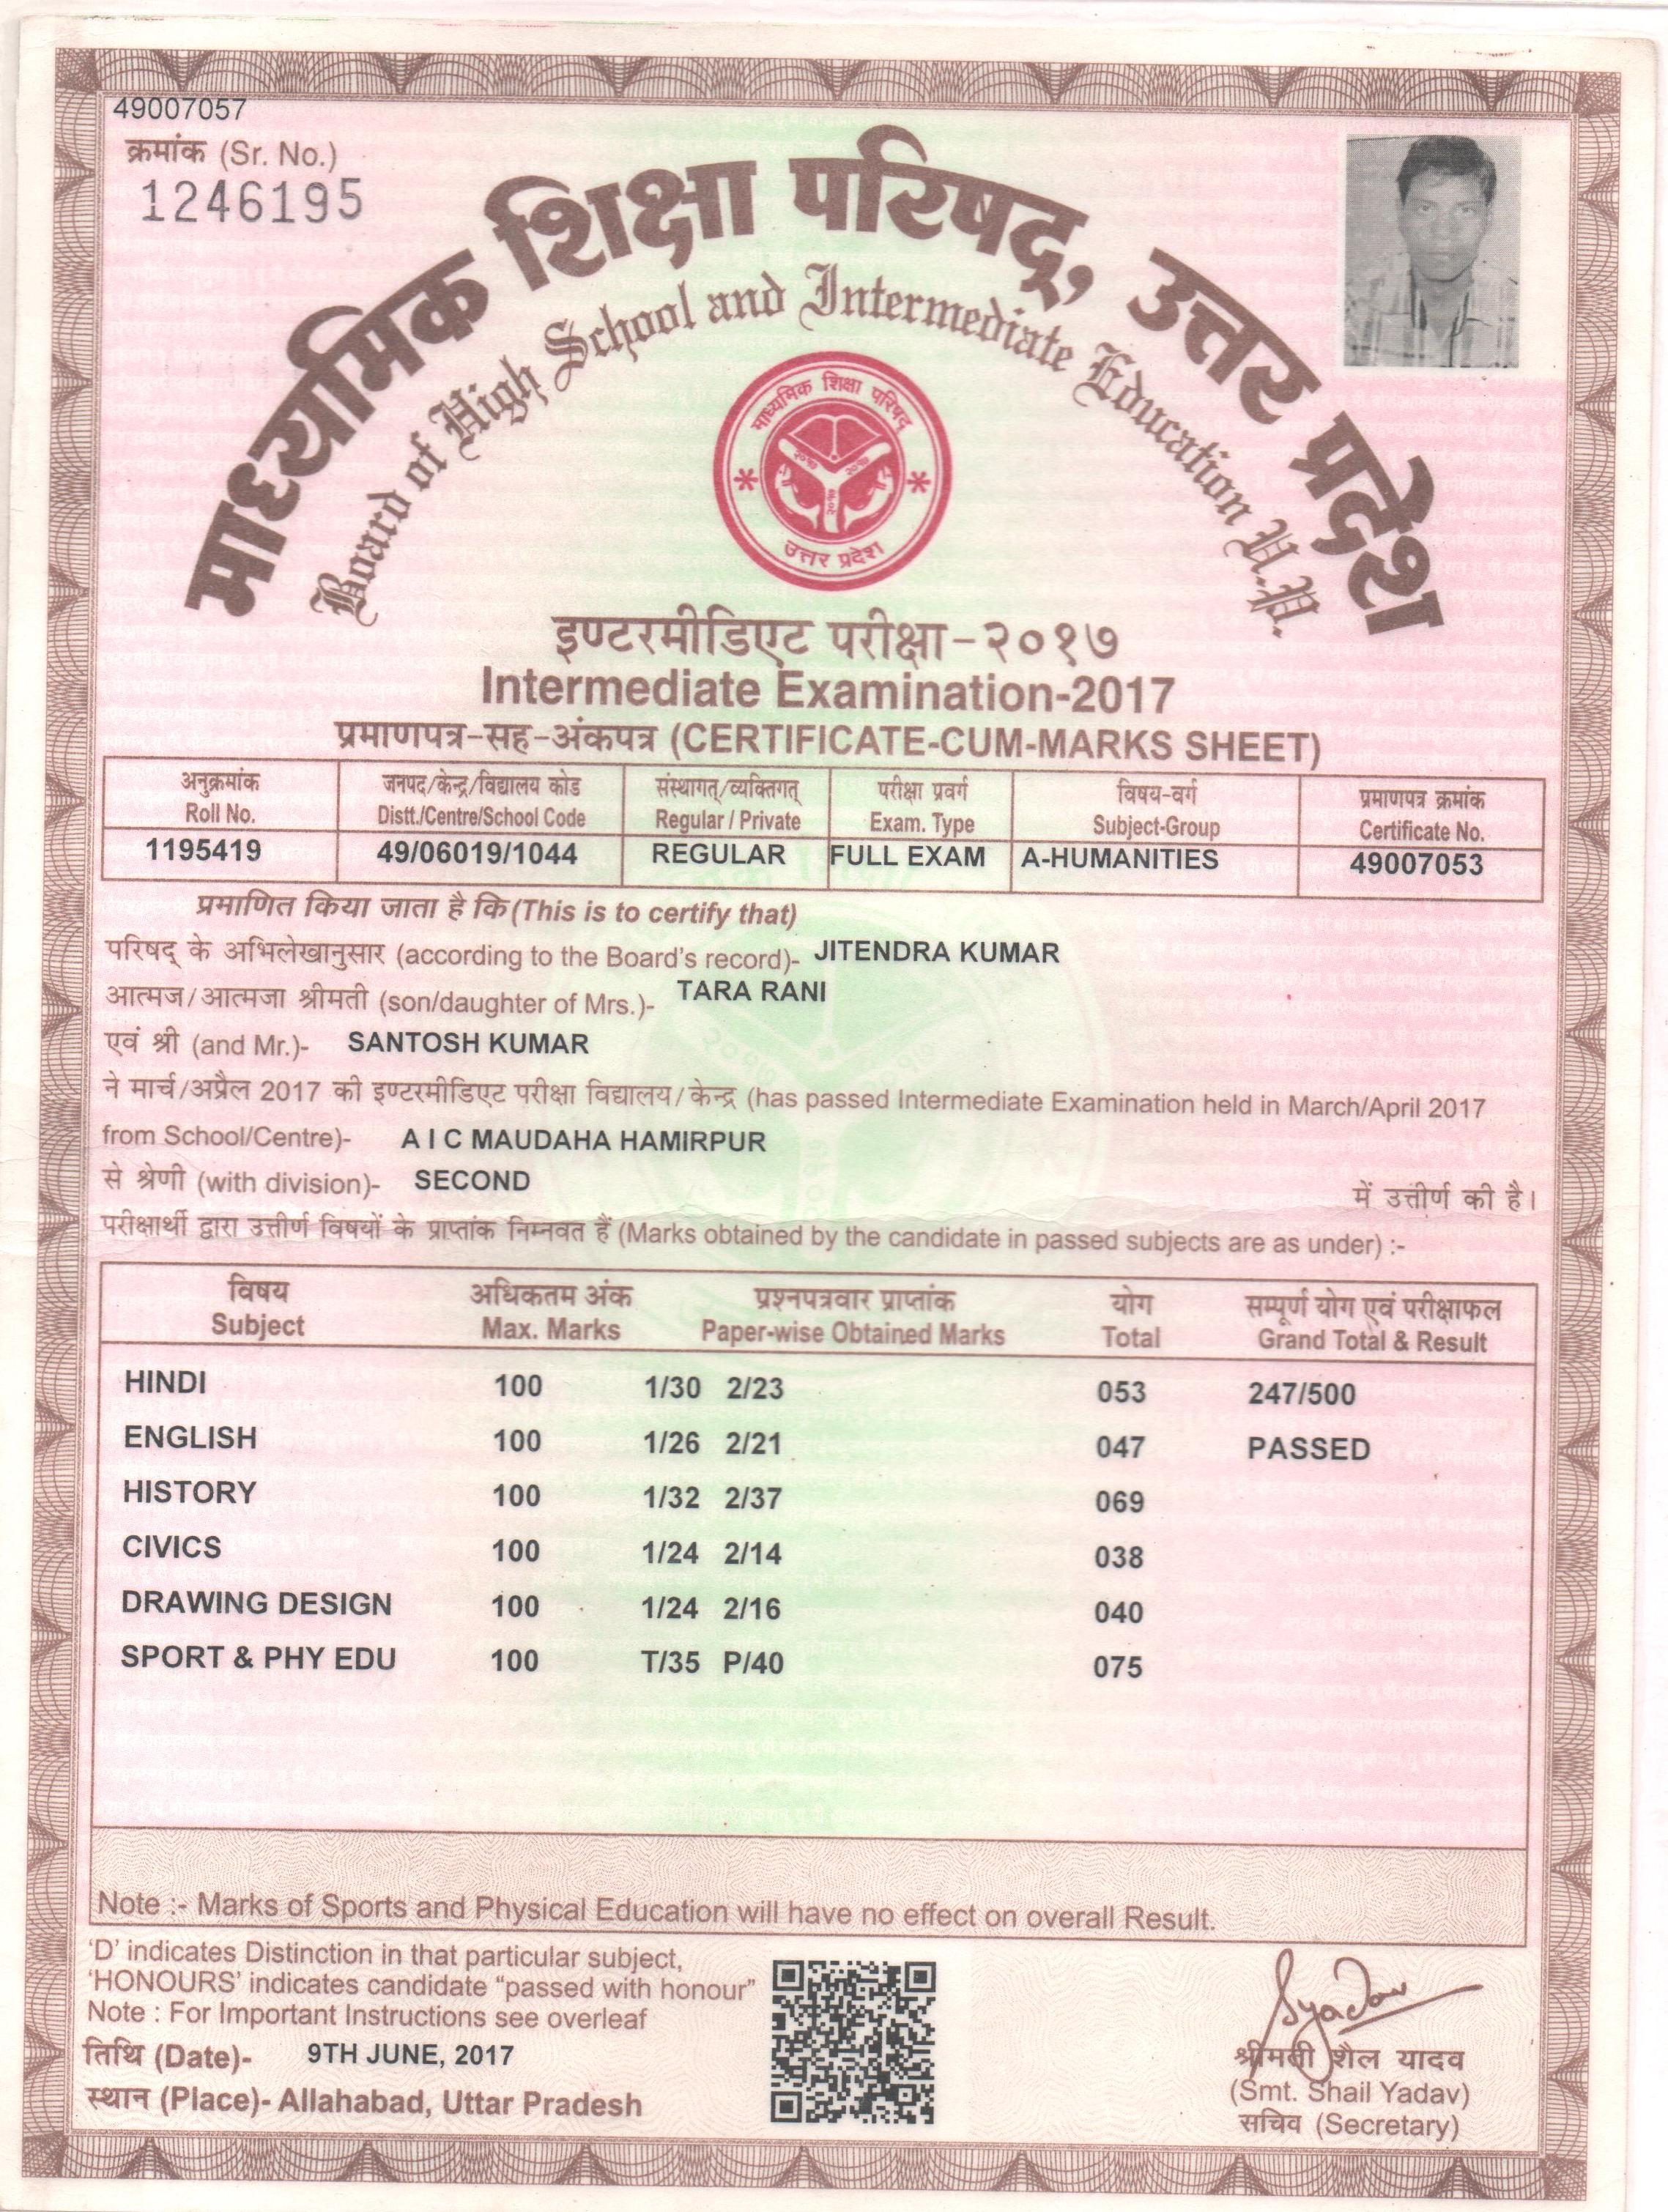 49007057
क्रमांक (Sr. No.)
1246195
माध्यमिक शिक्षा परिषद्, उत्तर प्रदेश
Board of High School and Intermediate Education U.P.
माध्यमिक शिक्षा परिषद्
उत्तर प्रदेश
इण्टरमीडिएट परीक्षा-२०१७
Intermediate Examination-2017
प्रमाणपत्र-सह-अंकपत्र (CERTIFICATE-CUM-MARKS SHEET)
अनुक्रमांक जनपद/केन्द्र/विद्यालय कोड संस्थागत्/व्यक्तिगत् परीक्षा प्रवर्ग विषय-वर्ग प्रमाणपत्र क्रमांक
Roll No. Distt./Centre/School Code Regular / Private Exam. Type Subject-Group Certificate No.
1195419 49/06019/1044 REGULAR FULL EXAM A-HUMANITIES 49007053
प्रमाणित किया जाता है कि (This is to certify that)
परिषद् के अभिलेखानुसार (according to the Board's record)- JITENDRA KUMAR
आत्मज/आत्मजा श्रीमती (son/daughter of Mrs.)- TARA RANI
एवं श्री (and Mr.)- SANTOSH KUMAR
ने मार्च/अप्रैल 2017 की इण्टरमीडिएट परीक्षा विद्यालय/केन्द्र (has passed Intermediate Examination held in March/April 2017
from School/Centre)- A I C MAUDAHA HAMIRPUR
से श्रेणी (with division)- SECOND में उत्तीर्ण की है।
परीक्षार्थी द्वारा उत्तीर्ण विषयों के प्राप्तांक निम्नवत हैं (Marks obtained by the candidate in passed subjects are as under) :-
विषय अधिकतम अंक प्रश्नपत्रवार प्राप्तांक योग सम्पूर्ण योग एवं परीक्षाफल
Subject Max. Marks Paper-wise Obtained Marks Total Grand Total & Result
HINDI 100 1/30 2/23 053 247/500
ENGLISH 100 1/26 2/21 047 PASSED
HISTORY 100 1/32 2/37 069
CIVICS 100 1/24 2/14 038
DRAWING DESIGN 100 1/24 2/16 040
SPORT & PHY EDU 100 T/35 P/40 075
Note :- Marks of Sports and Physical Education will have no effect on overall Result.
'D' indicates Distinction in that particular subject,
'HONOURS' indicates candidate "passed with honour"
Note : For Important Instructions see overleaf
तिथि (Date)- 9TH JUNE, 2017
स्थान (Place)- Allahabad, Uttar Pradesh
Syadav
श्रीमती शैल यादव
(Smt. Shail Yadav)
सचिव (Secretary)